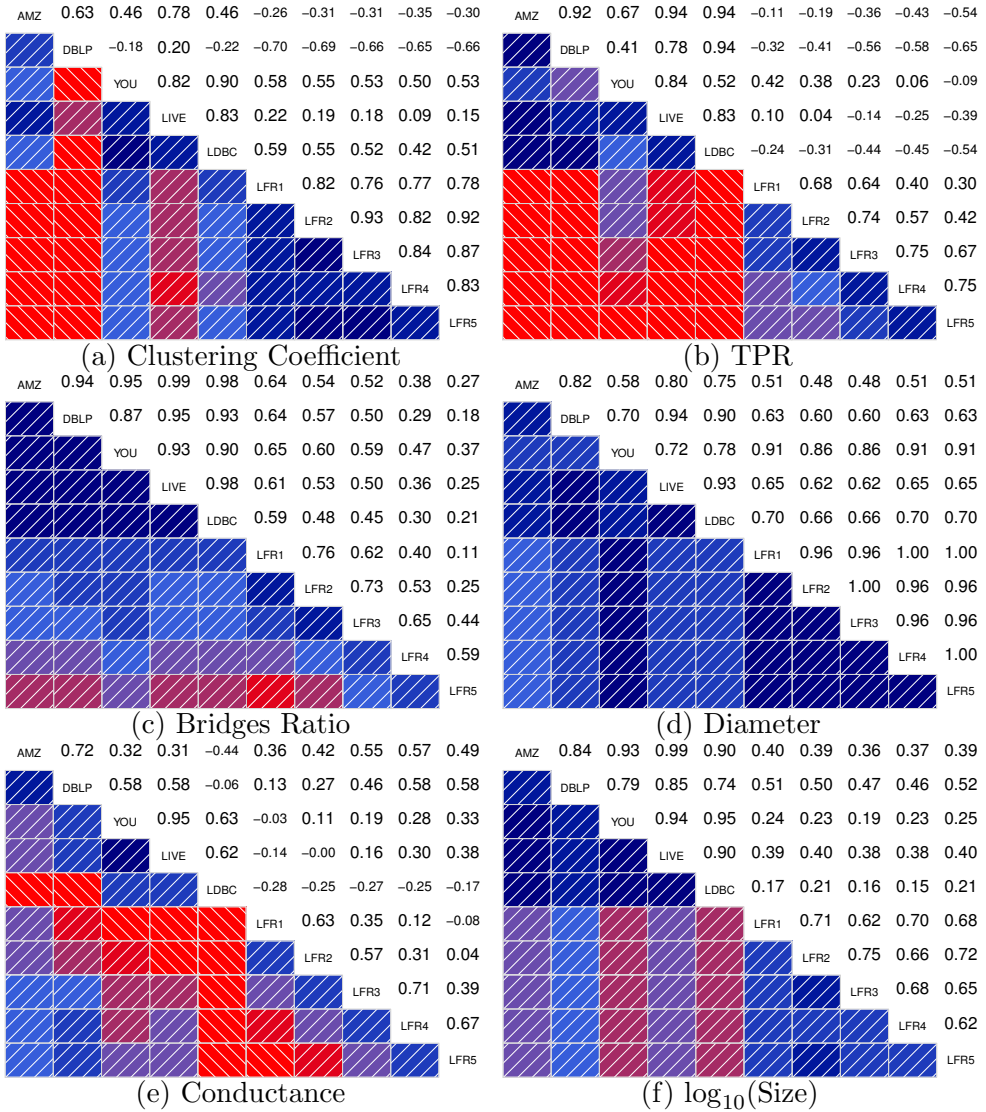 AMZ 0.63 0.46 0.78 0.46 −0.26 −0.31 −0.31 −0.35 −0.30
DBLP −0.18 0.20 −0.22 −0.70 −0.69 −0.66 −0.65 −0.66
YOU 0.82 0.90 0.58 0.55 0.53 0.50 0.53
LIVE 0.83 0.22 0.19 0.18 0.09 0.15
LDBC 0.59 0.55 0.52 0.42 0.51
LFR1 0.82 0.76 0.77 0.78
LFR2 0.93 0.82 0.92
LFR3 0.84 0.87
LFR4 0.83
LFR5
(a) Clustering Coefficient
AMZ 0.92 0.67 0.94 0.94 −0.11 −0.19 −0.36 −0.43 −0.54
DBLP 0.41 0.78 0.94 −0.32 −0.41 −0.56 −0.58 −0.65
YOU 0.84 0.52 0.42 0.38 0.23 0.06 −0.09
LIVE 0.83 0.10 0.04 −0.14 −0.25 −0.39
LDBC −0.24 −0.31 −0.44 −0.45 −0.54
LFR1 0.68 0.64 0.40 0.30
LFR2 0.74 0.57 0.42
LFR3 0.75 0.67
LFR4 0.75
LFR5
(b) TPR
AMZ 0.94 0.95 0.99 0.98 0.64 0.54 0.52 0.38 0.27
DBLP 0.87 0.95 0.93 0.64 0.57 0.50 0.29 0.18
YOU 0.93 0.90 0.65 0.60 0.59 0.47 0.37
LIVE 0.98 0.61 0.53 0.50 0.36 0.25
LDBC 0.59 0.48 0.45 0.30 0.21
LFR1 0.76 0.62 0.40 0.11
LFR2 0.73 0.53 0.25
LFR3 0.65 0.44
LFR4 0.59
LFR5
(c) Bridges Ratio
AMZ 0.82 0.58 0.80 0.75 0.51 0.48 0.48 0.51 0.51
DBLP 0.70 0.94 0.90 0.63 0.60 0.60 0.63 0.63
YOU 0.72 0.78 0.91 0.86 0.86 0.91 0.91
LIVE 0.93 0.65 0.62 0.62 0.65 0.65
LDBC 0.70 0.66 0.66 0.70 0.70
LFR1 0.96 0.96 1.00 1.00
LFR2 1.00 0.96 0.96
LFR3 0.96 0.96
LFR4 1.00
LFR5
(d) Diameter
AMZ 0.72 0.32 0.31 −0.44 0.36 0.42 0.55 0.57 0.49
DBLP 0.58 0.58 −0.06 0.13 0.27 0.46 0.58 0.58
YOU 0.95 0.63 −0.03 0.11 0.19 0.28 0.33
LIVE 0.62 −0.14 −0.00 0.16 0.30 0.38
LDBC −0.28 −0.25 −0.27 −0.25 −0.17
LFR1 0.63 0.35 0.12 −0.08
LFR2 0.57 0.31 0.04
LFR3 0.71 0.39
LFR4 0.67
LFR5
(e) Conductance
AMZ 0.84 0.93 0.99 0.90 0.40 0.39 0.36 0.37 0.39
DBLP 0.79 0.85 0.74 0.51 0.50 0.47 0.46 0.52
YOU 0.94 0.95 0.24 0.23 0.19 0.23 0.25
LIVE 0.90 0.39 0.40 0.38 0.38 0.40
LDBC 0.17 0.21 0.16 0.15 0.21
LFR1 0.71 0.62 0.70 0.68
LFR2 0.75 0.66 0.72
LFR3 0.68 0.65
LFR4 0.62
LFR5
(f) log₁₀(Size)